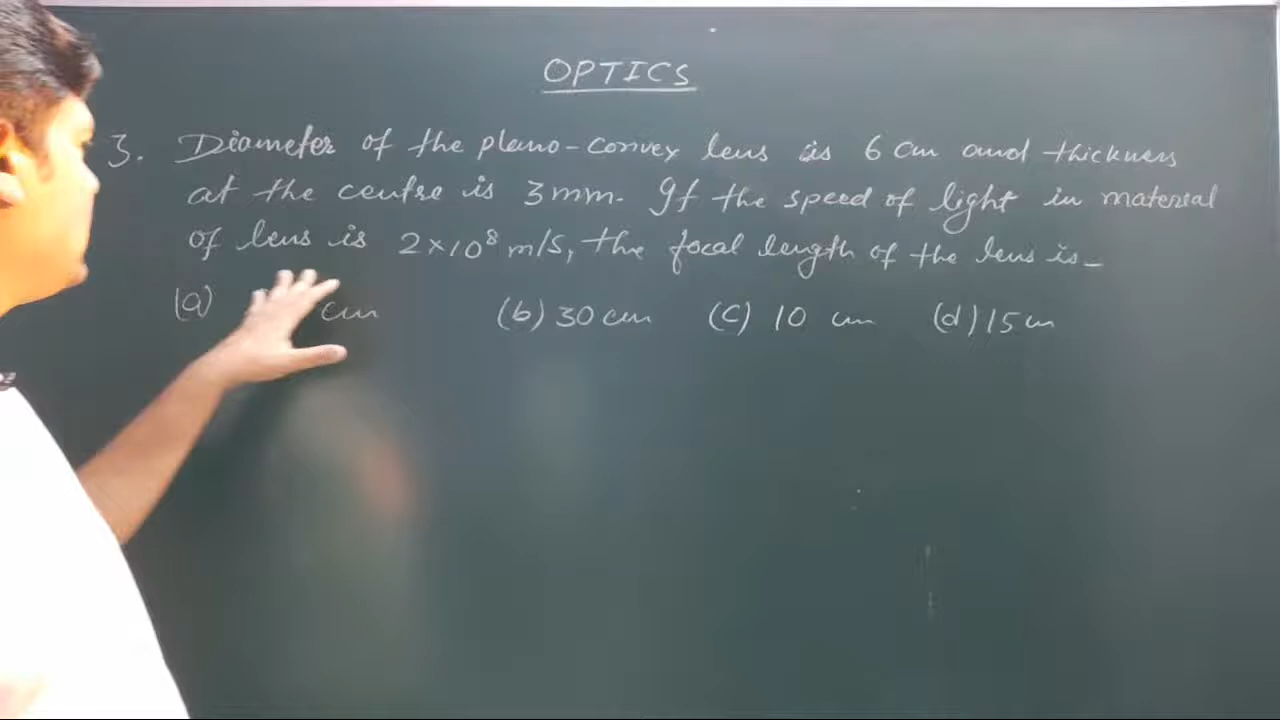 OPTICS
3. Diameter of the plano-convex lens is 6 cm and thickness
at the centre is 3mm. If the speed of light in material
of lens is 2×10⁸ m/s, the focal length of the lens is-
(a) cm (b) 30 cm (c) 10 cm (d) 15 cm